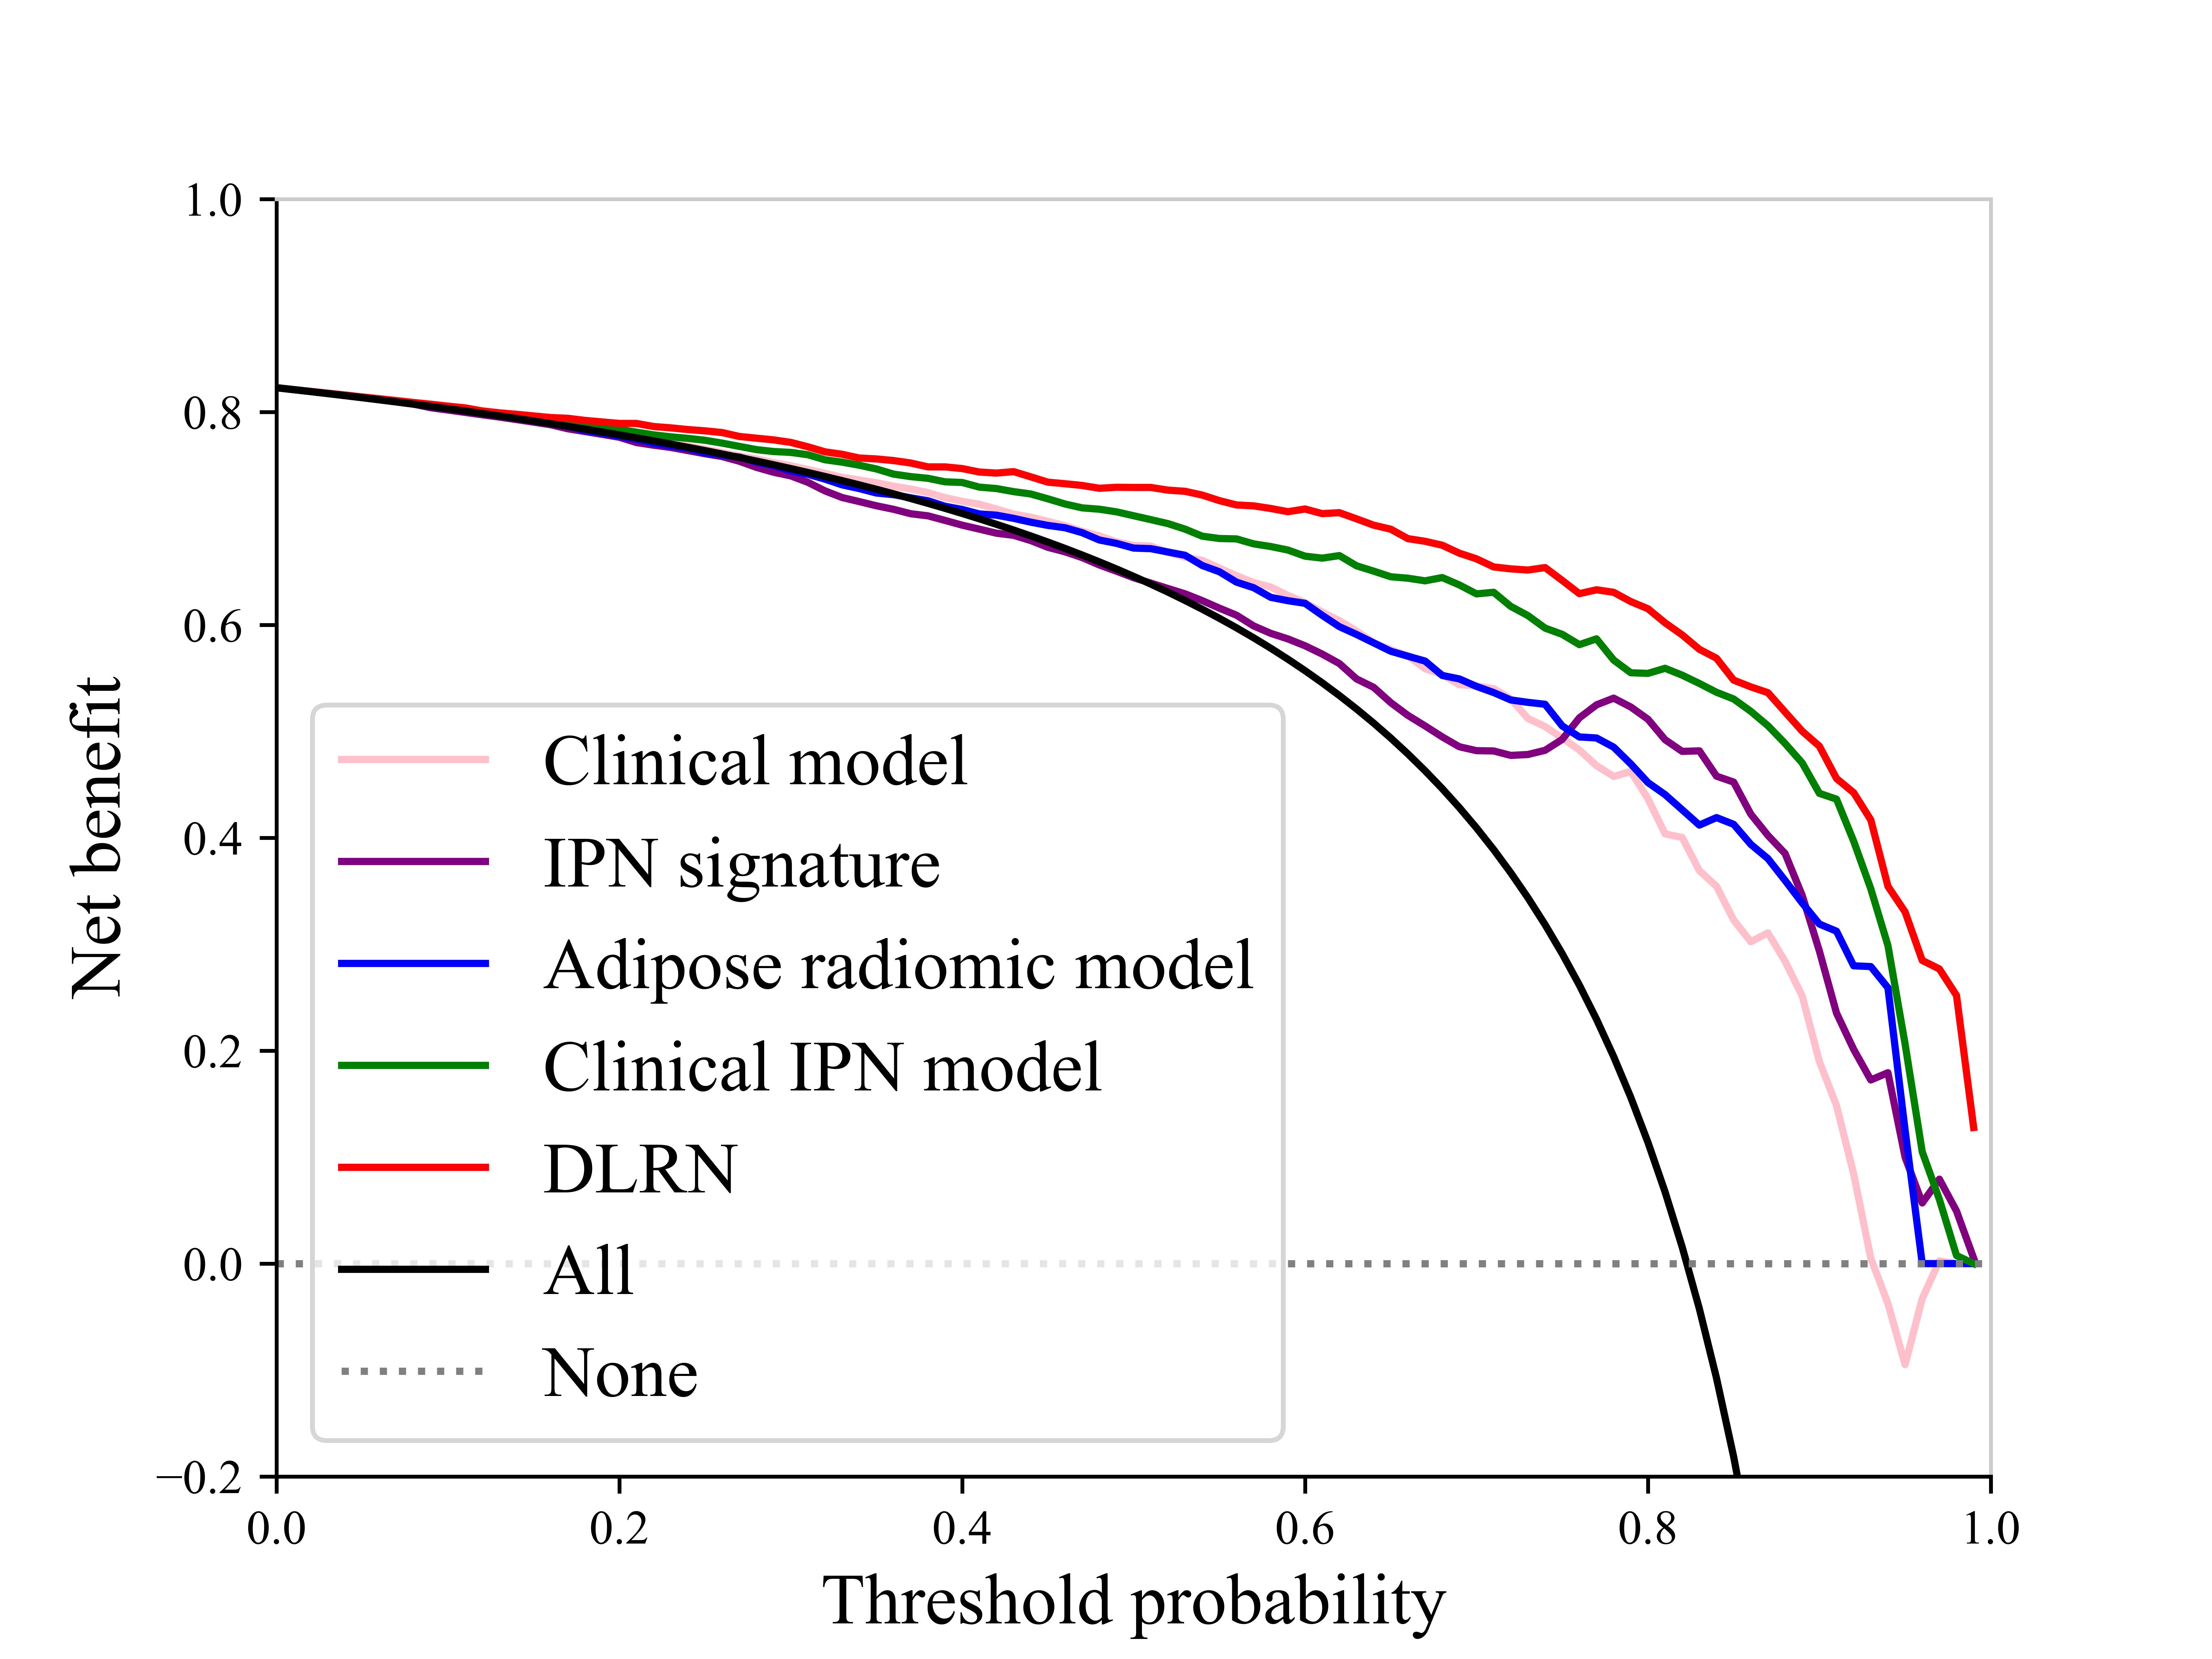 1.0
0.8
0.6
0.4
0.2
0.0
−0.2
Net benefit
Clinical model
IPN signature
Adipose radiomic model
Clinical IPN model
DLRN
All
None
0.0 0.2 0.4 0.6 0.8 1.0
Threshold probability